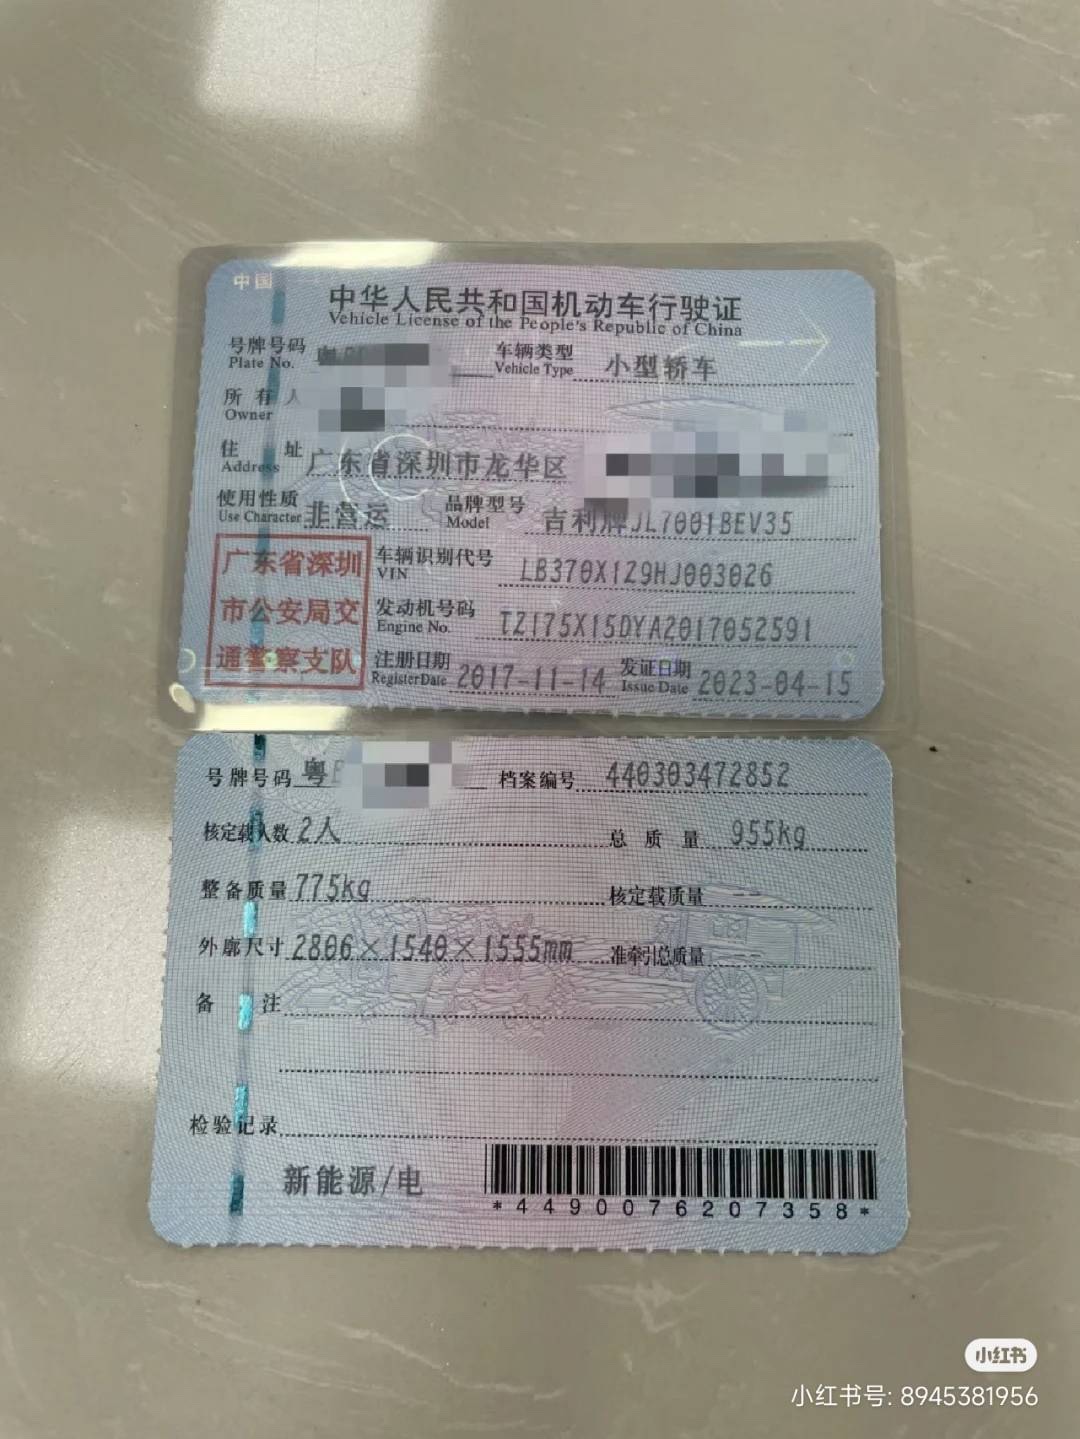 中国
中华人民共和国机动车行驶证
Vehicle License of the People's Republic of China
号牌号码 Plate No. 车辆类型 Vehicle Type 小型轿车
所有人 Owner
住址 Address 广东省深圳市龙华区
使用性质 Use Character 非营运 品牌型号 Model 吉利牌JL7001BEV35
广东省深圳
市公安局交
通警察支队
车辆识别代号 VIN LB370X1Z9HJ003026
发动机号码 Engine No. TZ175X15DYA2017052591
注册日期 Register Date 2017-11-14 发证日期 Issue Date 2023-04-15
号牌号码 粤B 档案编号 440303472852
核定载人数 2人 总质量 955kg
整备质量 775kg 核定载质量 --
外廓尺寸 2806×1540×1555mm 准牵引总质量 --
备注
检验记录
新能源/电
*4490076207358*
小红书
小红书号: 8945381956